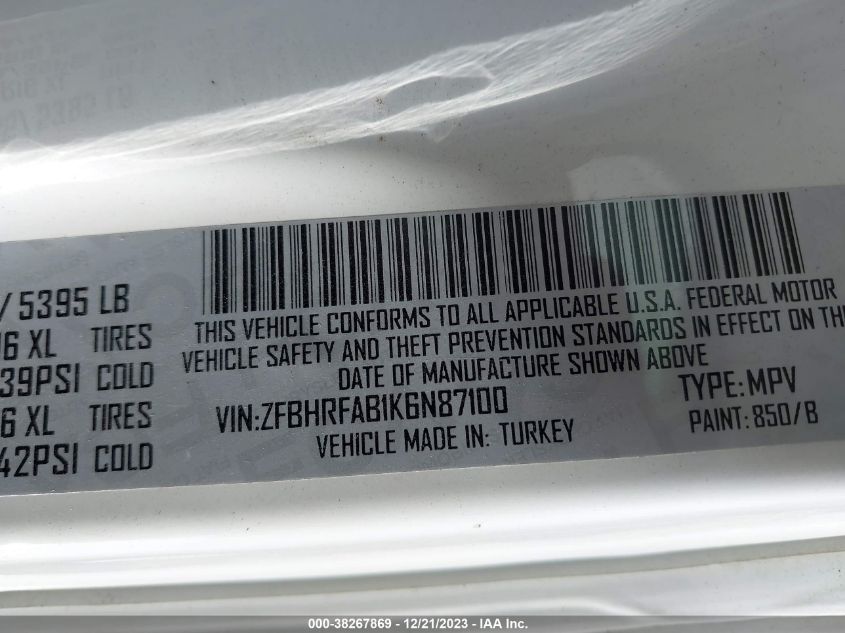 / 5395 LB
6 XL TIRES
39PSI COLD
6 XL TIRES
42PSI COLD
THIS VEHICLE CONFORMS TO ALL APPLICABLE U.S.A. FEDERAL MOTOR
VEHICLE SAFETY AND THEFT PREVENTION STANDARDS IN EFFECT ON THE
DATE OF MANUFACTURE SHOWN ABOVE
VIN:ZFBHRFAB1K6N87100 TYPE:MPV
VEHICLE MADE IN: TURKEY PAINT: 850/B
000-38267869 - 12/21/2023 - IAA Inc.